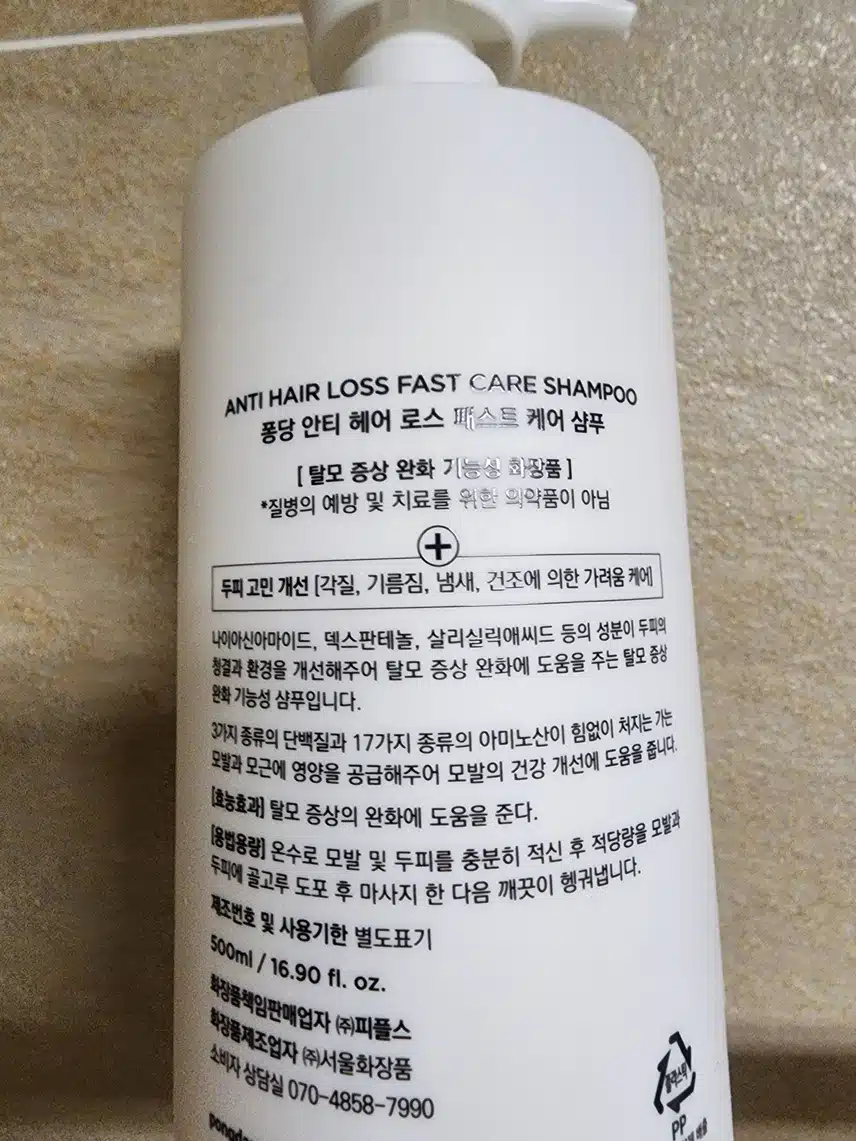 ANTI HAIR LOSS FAST CARE SHAMPOO
퐁당 안티 헤어 로스 패스트 케어 샴푸
[ 탈모 증상 완화 기능성 화장품 ]
*질병의 예방 및 치료를 위한 의약품이 아님
+
두피 고민 개선 [각질, 기름짐, 냄새, 건조에 의한 가려움 케어]
나이아신아마이드, 덱스판테놀, 살리실릭애씨드 등의 성분이 두피의
청결과 환경을 개선해주어 탈모 증상 완화에 도움을 주는 탈모 증상
완화 기능성 샴푸입니다.
3가지 종류의 단백질과 17가지 종류의 아미노산이 힘없이 처지는 가는
모발과 모근에 영양을 공급해주어 모발의 건강 개선에 도움을 줍니다.
[효능효과] 탈모 증상의 완화에 도움을 준다.
[용법용량] 온수로 모발 및 두피를 충분히 적신 후 적당량을 모발과
두피에 골고루 도포 후 마사지 한 다음 깨끗이 헹궈냅니다.
제조번호 및 사용기한 별도표기
500ml / 16.90 fl. oz.
화장품책임판매업자 ㈜피플스
화장품제조업자 ㈜서울화장품
소비자 상담실 070-4858-7990
플라스틱
PP